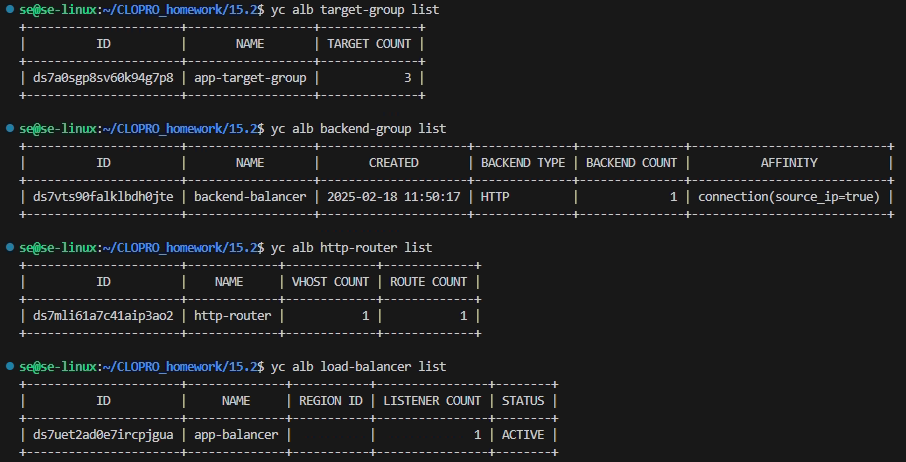 se@se-linux:~/CLOPRO_homework/15.2$ yc alb target-group list
+----------------------+------------------+--------------+
|          ID          |       NAME       | TARGET COUNT |
+----------------------+------------------+--------------+
| ds7a0sgp8sv60k94g7p8 | app-target-group |            3 |
+----------------------+------------------+--------------+
se@se-linux:~/CLOPRO_homework/15.2$ yc alb backend-group list
+----------------------+------------------+---------------------+--------------+---------------+----------------------------+
|          ID          |       NAME       |       CREATED       | BACKEND TYPE | BACKEND COUNT |          AFFINITY          |
+----------------------+------------------+---------------------+--------------+---------------+----------------------------+
| ds7vts90falklbdh0jte | backend-balancer | 2025-02-18 11:50:17 | HTTP         |             1 | connection(source_ip=true) |
+----------------------+------------------+---------------------+--------------+---------------+----------------------------+
se@se-linux:~/CLOPRO_homework/15.2$ yc alb http-router list
+----------------------+-------------+-------------+-------------+
|          ID          |    NAME     | VHOST COUNT | ROUTE COUNT |
+----------------------+-------------+-------------+-------------+
| ds7mli61a7c41aip3ao2 | http-router |           1 |           1 |
+----------------------+-------------+-------------+-------------+
se@se-linux:~/CLOPRO_homework/15.2$ yc alb load-balancer list
+----------------------+--------------+-----------+----------------+--------+
|          ID          |     NAME     | REGION ID | LISTENER COUNT | STATUS |
+----------------------+--------------+-----------+----------------+--------+
| ds7uet2ad0e7ircpjgua | app-balancer |           |              1 | ACTIVE |
+----------------------+--------------+-----------+----------------+--------+